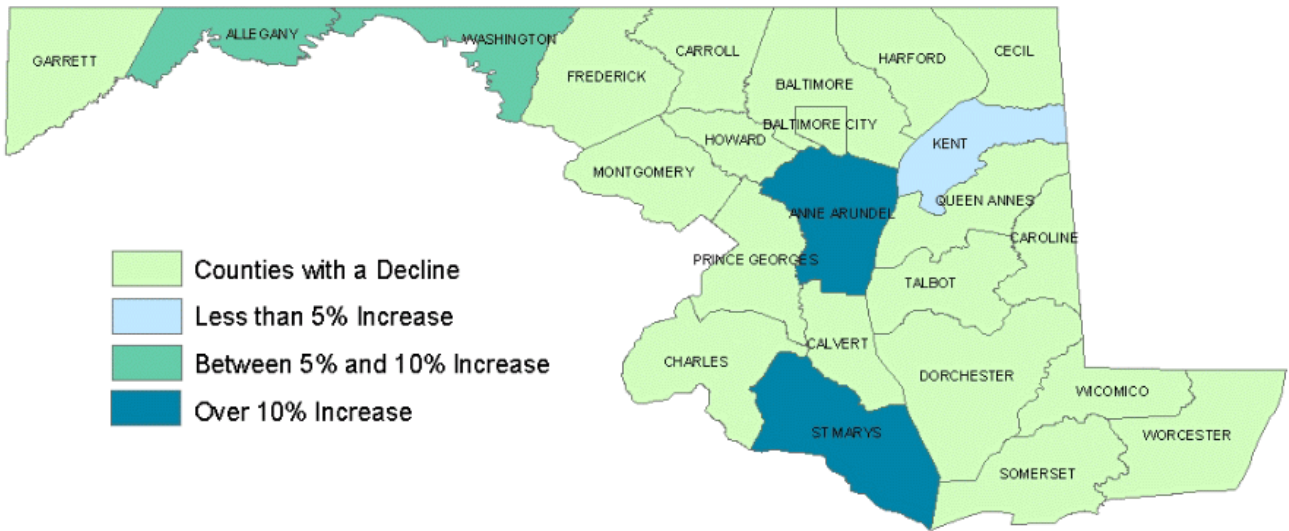 GARRETT
ALLEGANY
WASHINGTON
FREDERICK
CARROLL
BALTIMORE
HARFORD
CECIL
BALTIMORE CITY
HOWARD
KENT
MONTGOMERY
QUEEN ANNES
ANNE ARUNDEL
CAROLINE
PRINCE GEORGES
TALBOT
CALVERT
CHARLES
DORCHESTER
WICOMICO
ST MARYS
WORCESTER
SOMERSET
Counties with a Decline
Less than 5% Increase
Between 5% and 10% Increase
Over 10% Increase